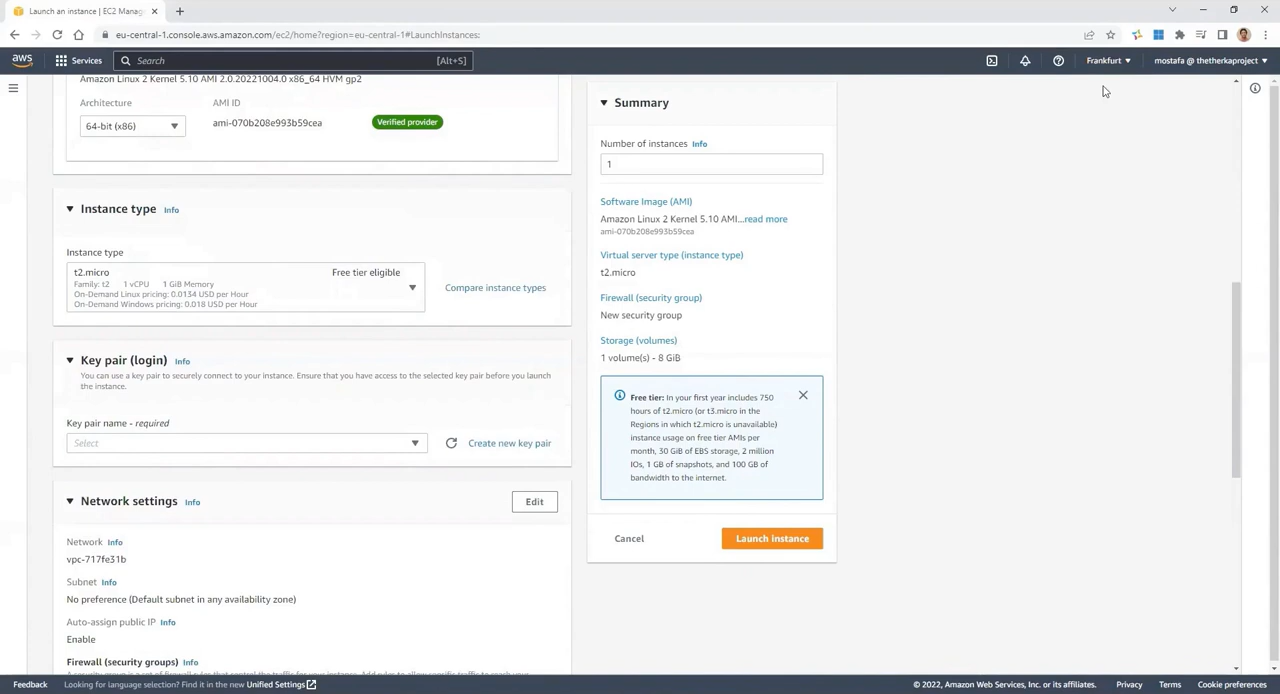 Launch an instance | EC2 Manag
eu-central-1.console.aws.amazon.com/ec2/home?region=eu-central-1#LaunchInstances:
aws
Services
Search
[Alt+S]
Frankfurt
mostafa @ thetherkaproject
Amazon Linux 2 Kernel 5.10 AMI 2.0.20221004.0 x86_64 HVM gp2
Architecture
AMI ID
64-bit (x86)
ami-070b208e993b59cea
Verified provider
Instance type Info
Instance type
t2.micro
Free tier eligible
Family: t2 1 vCPU 1 GiB Memory
On-Demand Linux pricing: 0.0134 USD per Hour
On-Demand Windows pricing: 0.018 USD per Hour
Compare instance types
Key pair (login) Info
You can use a key pair to securely connect to your instance. Ensure that you have access to the selected key pair before you launch
the instance.
Key pair name - required
Select
Create new key pair
Network settings Info
Edit
Network Info
vpc-717fe31b
Subnet Info
No preference (Default subnet in any availability zone)
Auto-assign public IP Info
Enable
Firewall (security groups) Info
Summary
Number of instances Info
1
Software Image (AMI)
Amazon Linux 2 Kernel 5.10 AMI...read more
ami-070b208e993b59cea
Virtual server type (instance type)
t2.micro
Firewall (security group)
New security group
Storage (volumes)
1 volume(s) - 8 GiB
Free tier: In your first year includes 750
hours of t2.micro (or t3.micro in the
Regions in which t2.micro is unavailable)
instance usage on free tier AMIs per
month, 30 GiB of EBS storage, 2 million
IOs, 1 GB of snapshots, and 100 GB of
bandwidth to the internet.
Cancel
Launch instance
Feedback
Looking for language selection? Find it in the new Unified Settings
© 2022, Amazon Web Services, Inc. or its affiliates.
Privacy
Terms
Cookie preferences